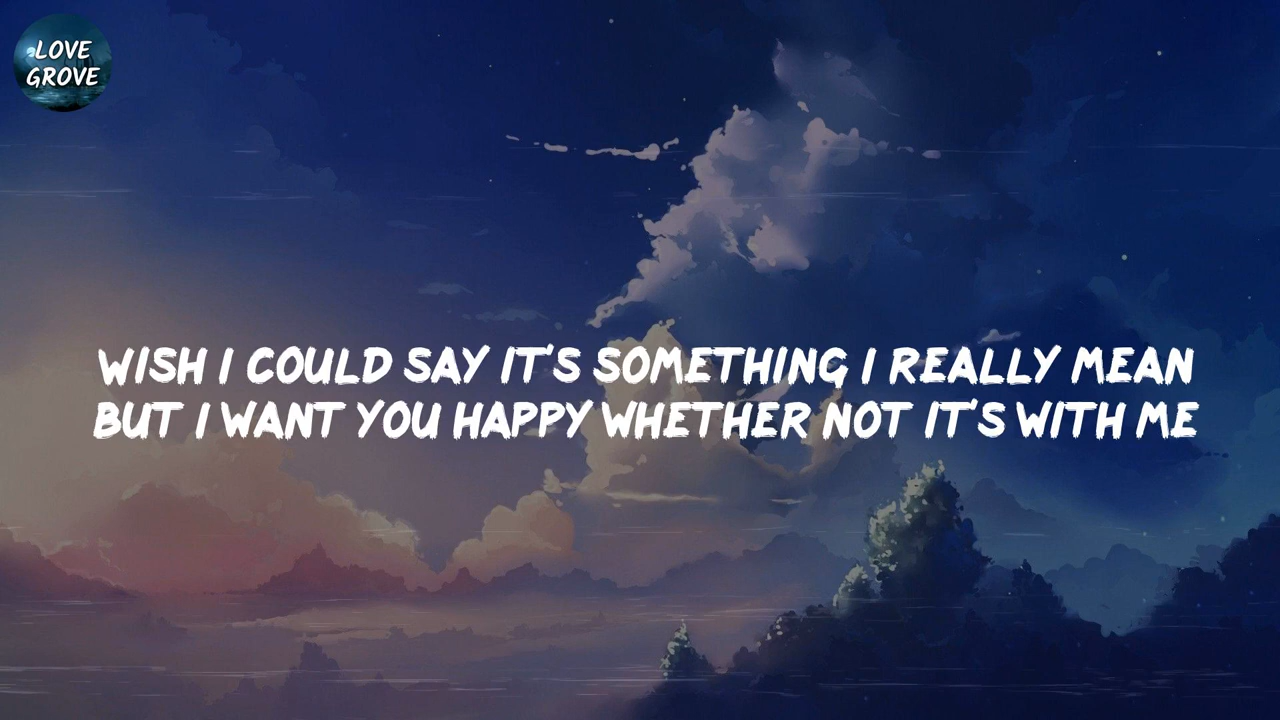 LOVE
GROVE
WISH I COULD SAY IT'S SOMETHING I REALLY MEAN
BUT I WANT YOU HAPPY WHETHER NOT IT'S WITH ME